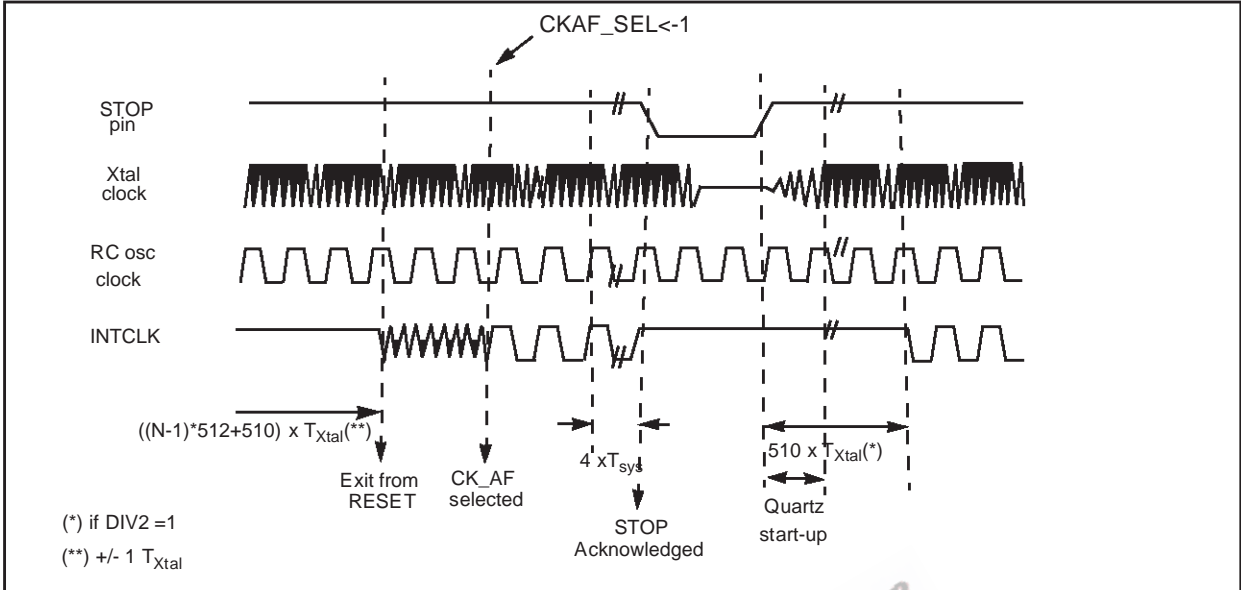 CKAF_SEL<-1
STOP
pin
Xtal
clock
RC osc
clock
INTCLK
((N-1)*512+510) x TXtal(**)
4 xTsys
510 x TXtal(*)
Exit from
RESET
CK_AF
selected
Quartz
start-up
STOP
Acknowledged
(*) if DIV2 =1
(**) +/- 1 TXtal